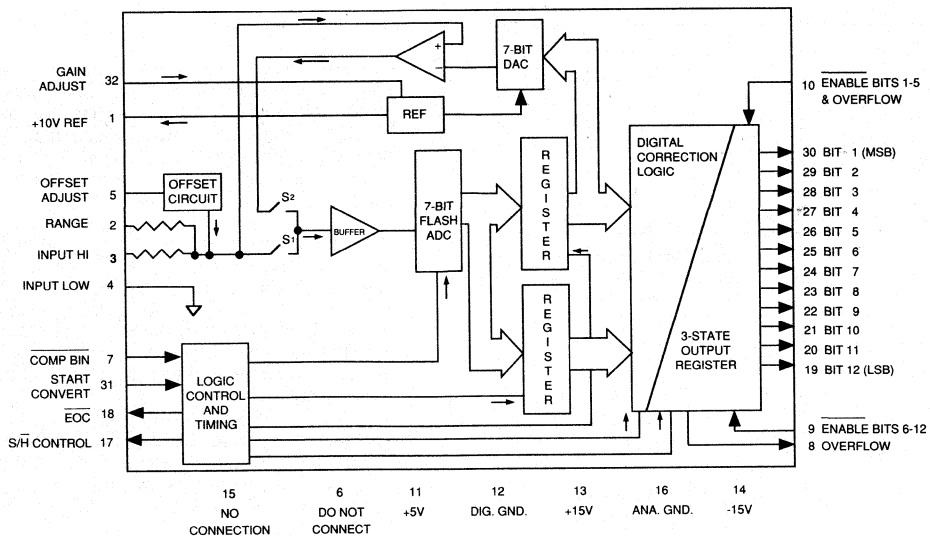 GAIN
ADJUST 32
+10V REF 1
OFFSET
ADJUST 5
RANGE 2
INPUT HI 3
INPUT LOW 4
COMP BIN 7
START
CONVERT 31
EOC 18
S/H CONTROL 17
OFFSET
CIRCUIT
S2
S1
BUFFER
+
–
7-BIT
DAC
REF
7-BIT
FLASH
ADC
REGISTER
REGISTER
LOGIC
CONTROL
AND
TIMING
DIGITAL
CORRECTION
LOGIC
3-STATE
OUTPUT
REGISTER
10 ENABLE BITS 1-5
& OVERFLOW
30 BIT 1 (MSB)
29 BIT 2
28 BIT 3
27 BIT 4
26 BIT 5
25 BIT 6
24 BIT 7
23 BIT 8
22 BIT 9
21 BIT 10
20 BIT 11
19 BIT 12 (LSB)
9 ENABLE BITS 6-12
8 OVERFLOW
15
NO
CONNECTION
6
DO NOT
CONNECT
11
+5V
12
DIG. GND.
13
+15V
16
ANA. GND.
14
-15V